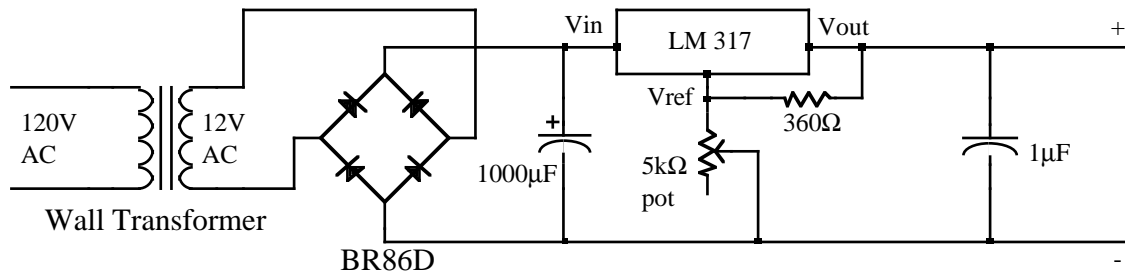 Vin
LM 317
Vout
+
Vref
120V
AC
12V
AC
+
1000µF
360Ω
5kΩ
pot
1µF
Wall Transformer
BR86D
-